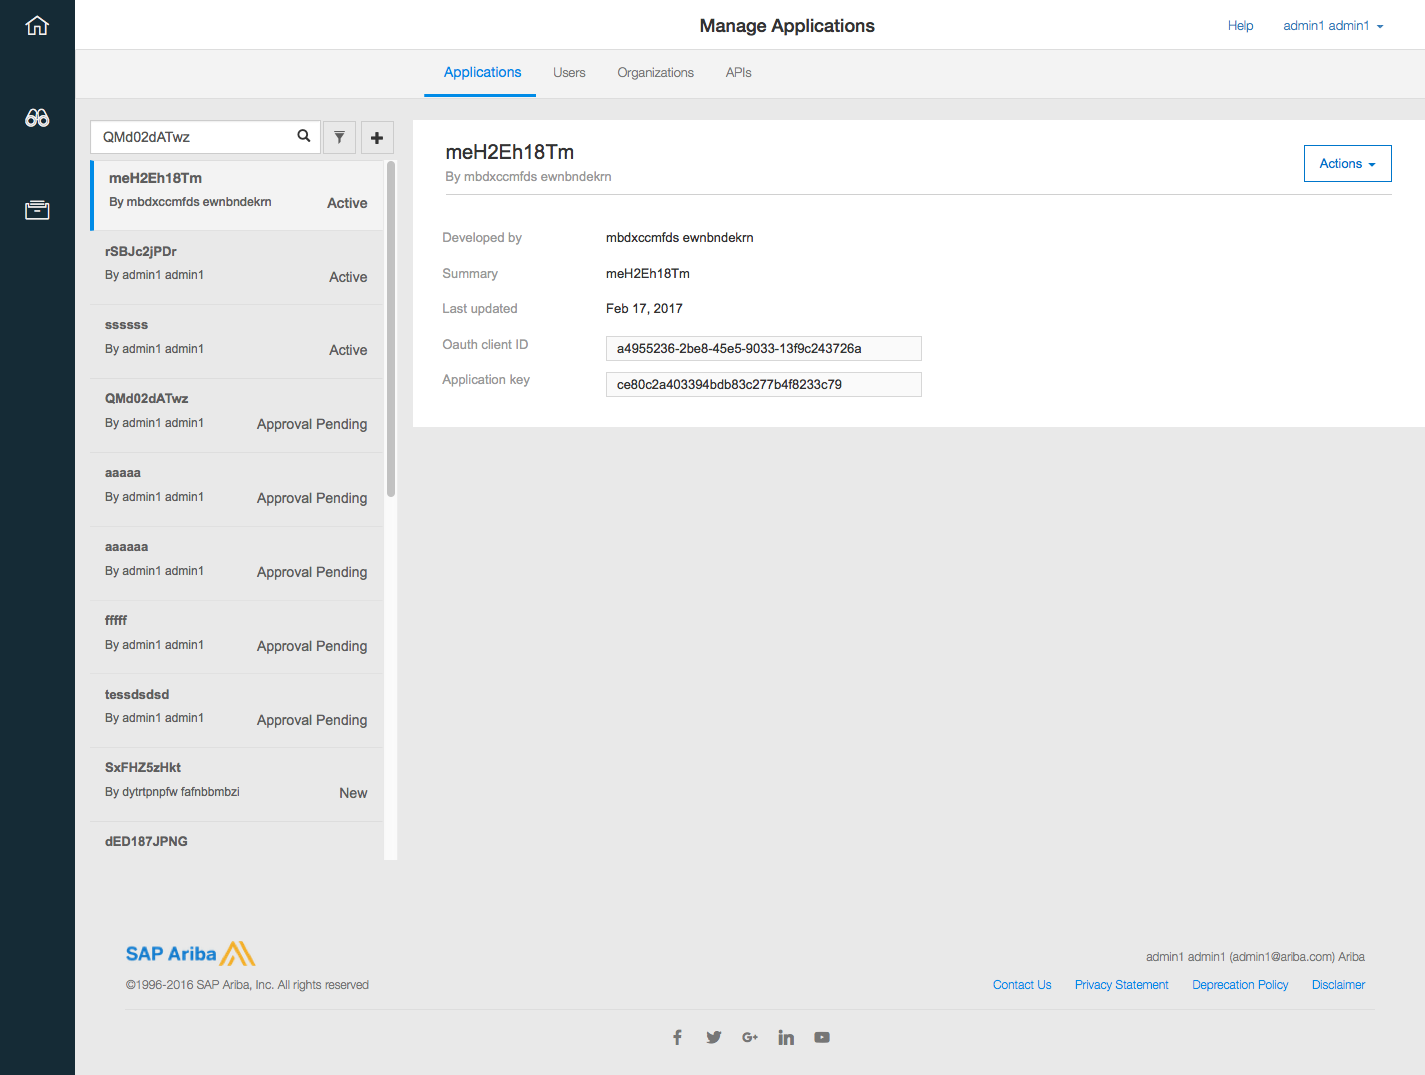 Manage Applications
Help
admin1 admin1
Applications
Users
Organizations
APIs
QMd02dATwz
meH2Eh18Tm
By mbdxccmfds ewnbndekrn
Active
rSBJc2jPDr
By admin1 admin1
Active
ssssss
By admin1 admin1
Active
QMd02dATwz
By admin1 admin1
Approval Pending
aaaaa
By admin1 admin1
Approval Pending
aaaaaa
By admin1 admin1
Approval Pending
fffff
By admin1 admin1
Approval Pending
tessdsdsd
By admin1 admin1
Approval Pending
SxFHZ5zHkt
By dytrtpnpfw fafnbbmbzi
New
dED187JPNG
meH2Eh18Tm
By mbdxccmfds ewnbndekrn
Actions
Developed by
mbdxccmfds ewnbndekrn
Summary
meH2Eh18Tm
Last updated
Feb 17, 2017
Oauth client ID
a4955236-2be8-45e5-9033-13f9c243726a
Application key
ce80c2a403394bdb83c277b4f8233c79
SAP Ariba
©1996-2016 SAP Ariba, Inc. All rights reserved
admin1 admin1 (admin1@ariba.com) Ariba
Contact Us
Privacy Statement
Deprecation Policy
Disclaimer